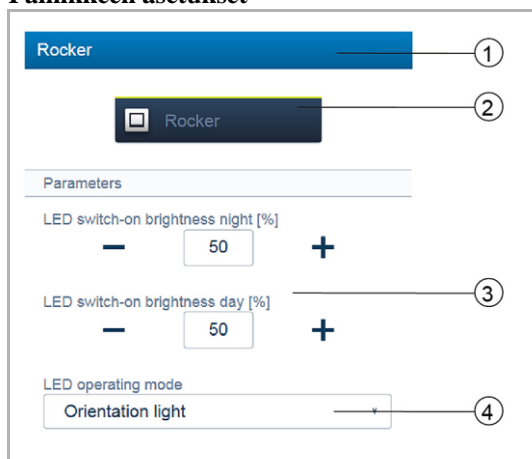 Painikkeen asetukset
Rocker
1
Rocker
2
Parameters
LED switch-on brightness night [%]
− 50 +
3
LED switch-on brightness day [%]
− 50 +
LED operating mode
Orientation light
4